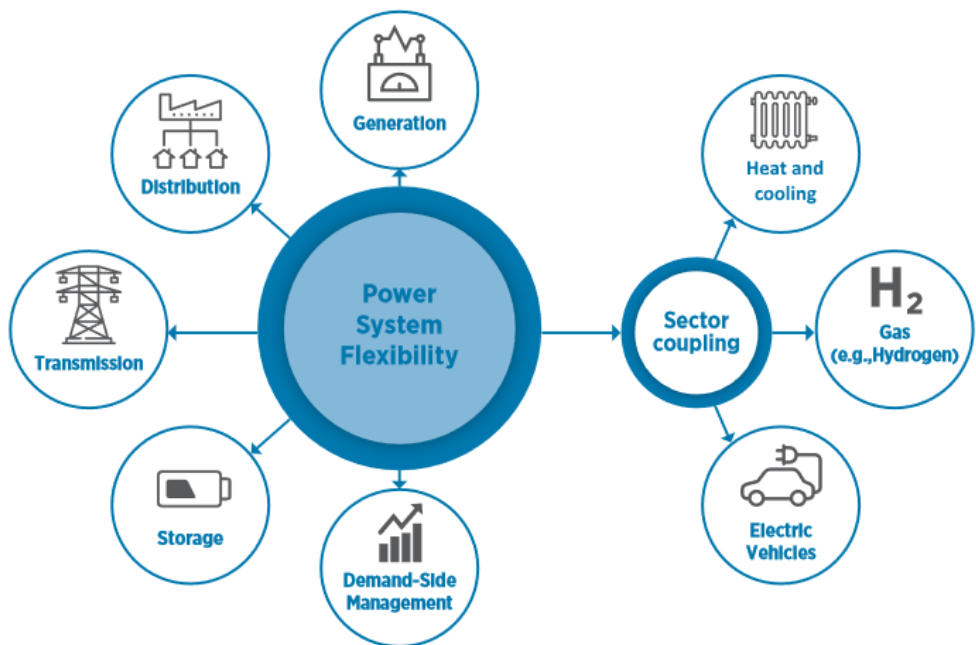 Generation
Distribution
Transmission
Storage
Demand-Side
Management
Power
System
Flexibility
Sector
coupling
Heat and
cooling
H₂
Gas
(e.g.,Hydrogen)
Electric
Vehicles